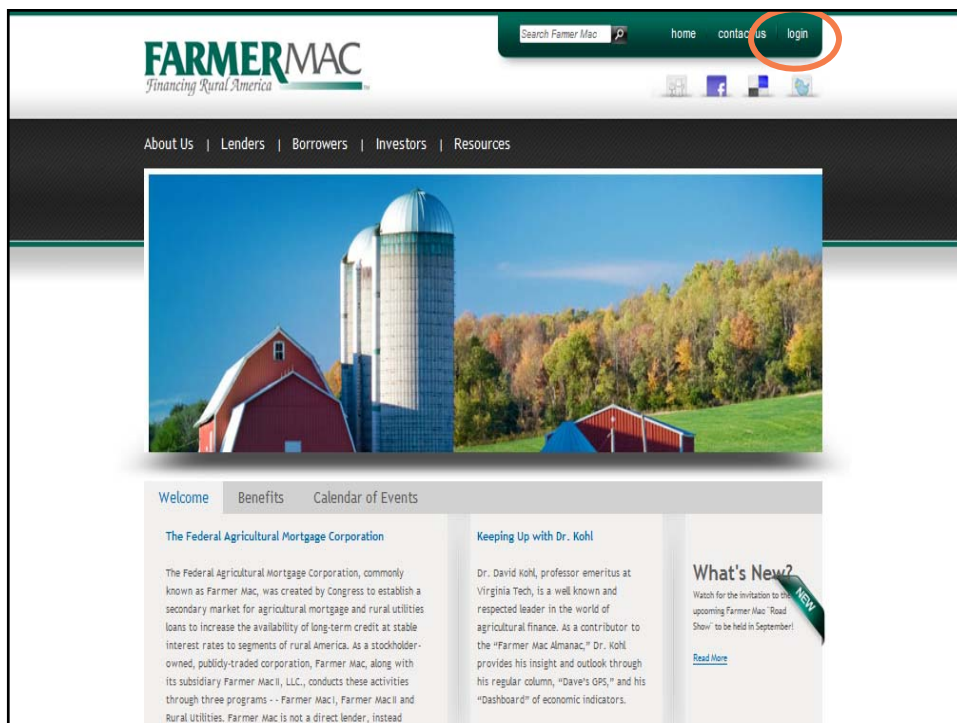 Search Farmer Mac
home contact us login
FARMERMAC
Financing Rural America
About Us | Lenders | Borrowers | Investors | Resources
Welcome Benefits Calendar of Events
The Federal Agricultural Mortgage Corporation
The Federal Agricultural Mortgage Corporation, commonly
known as Farmer Mac, was created by Congress to establish a
secondary market for agricultural mortgage and rural utilities
loans to increase the availability of long-term credit at stable
interest rates to segments of rural America. As a stockholder-
owned, publicly-traded corporation, Farmer Mac, along with
its subsidiary Farmer Mac II, LLC., conducts these activities
through three programs - - Farmer Mac I, Farmer Mac II and
Rural Utilities. Farmer Mac is not a direct lender, instead
Keeping Up with Dr. Kohl
Dr. David Kohl, professor emeritus at
Virginia Tech, is a well known and
respected leader in the world of
agricultural finance. As a contributor to
the “Farmer Mac Almanac,” Dr. Kohl
provides his insight and outlook through
his regular column, “Dave's GPS,” and his
“Dashboard” of economic indicators.
What's New?
NEW
Watch for the invitation to the
upcoming Farmer Mac "Road
Show" to be held in September!
Read More